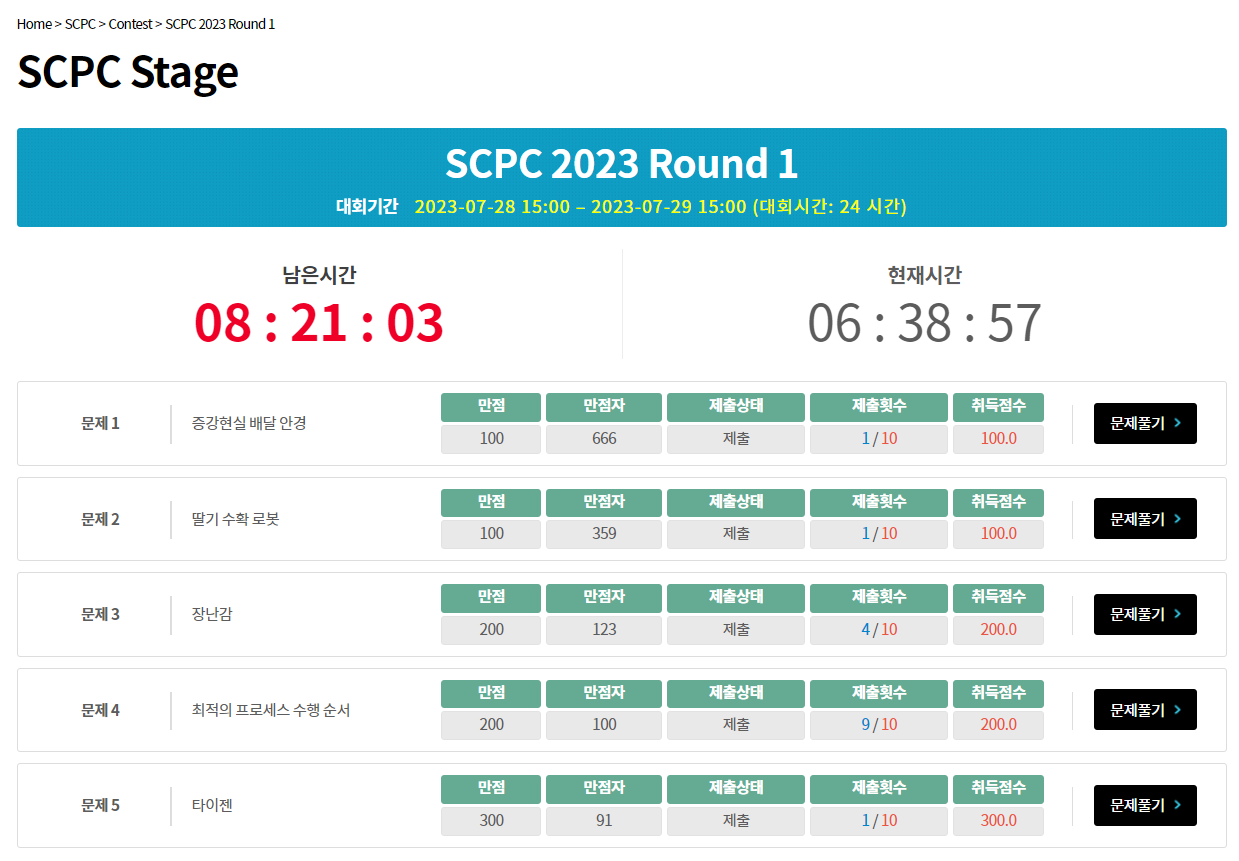 Home > SCPC > Contest > SCPC 2023 Round 1
SCPC Stage
SCPC 2023 Round 1
대회기간 2023-07-28 15:00 – 2023-07-29 15:00 (대회시간: 24 시간)
남은시간 현재시간
08 : 21 : 03 06 : 38 : 57
만점 만점자 제출상태 제출횟수 취득점수
문제 1 증강현실 배달 안경 문제풀기 >
100 666 제출 1 / 10 100.0
만점 만점자 제출상태 제출횟수 취득점수
문제 2 딸기 수확 로봇 문제풀기 >
100 359 제출 1 / 10 100.0
만점 만점자 제출상태 제출횟수 취득점수
문제 3 장난감 문제풀기 >
200 123 제출 4 / 10 200.0
만점 만점자 제출상태 제출횟수 취득점수
문제 4 최적의 프로세스 수행 순서 문제풀기 >
200 100 제출 9 / 10 200.0
만점 만점자 제출상태 제출횟수 취득점수
문제 5 타이젠 문제풀기 >
300 91 제출 1 / 10 300.0